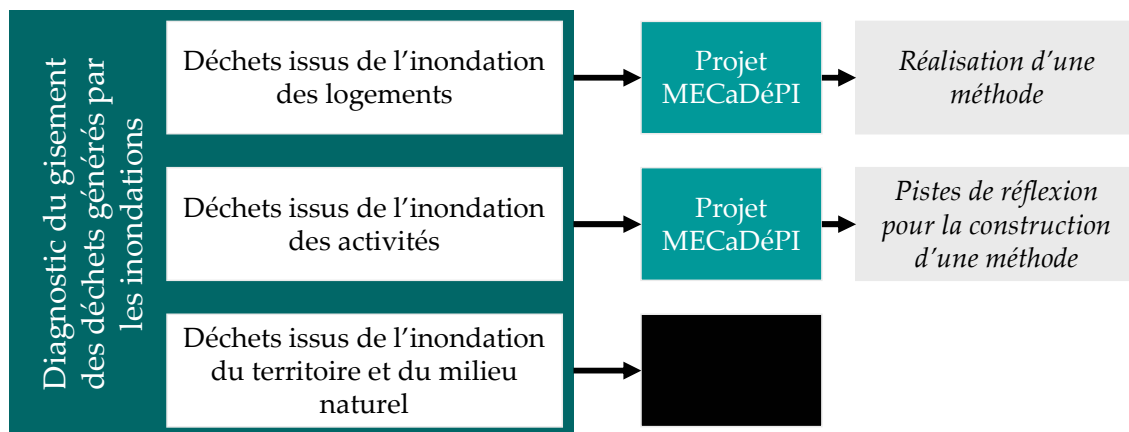 Diagnostic du gisement
des déchets générés par
les inondations
Déchets issus de l’inondation
des logements
Projet
MECaDéPI
Réalisation d’une
méthode
Déchets issus de l’inondation
des activités
Projet
MECaDéPI
Pistes de réflexion
pour la construction
d’une méthode
Déchets issus de l’inondation
du territoire et du milieu
naturel